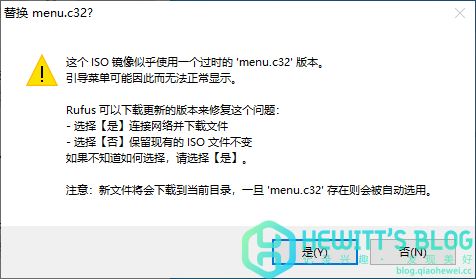 替换 menu.c32?
这个 ISO 镜像似乎使用一个过时的 'menu.c32' 版本。
引导菜单可能因此而无法正常显示。
Rufus 可以下载更新的版本来修复这个问题：
- 选择【是】连接网络并下载文件
- 选择【否】保留现有的 ISO 文件不变
如果不知道如何选择，请选择【是】。
注意：新文件将会下载到当前目录，一旦 'menu.c32' 存在则会被自动选用。
HEWITT'S BLOG
是(Y)
否(N)
blog.qiaohewei.cc